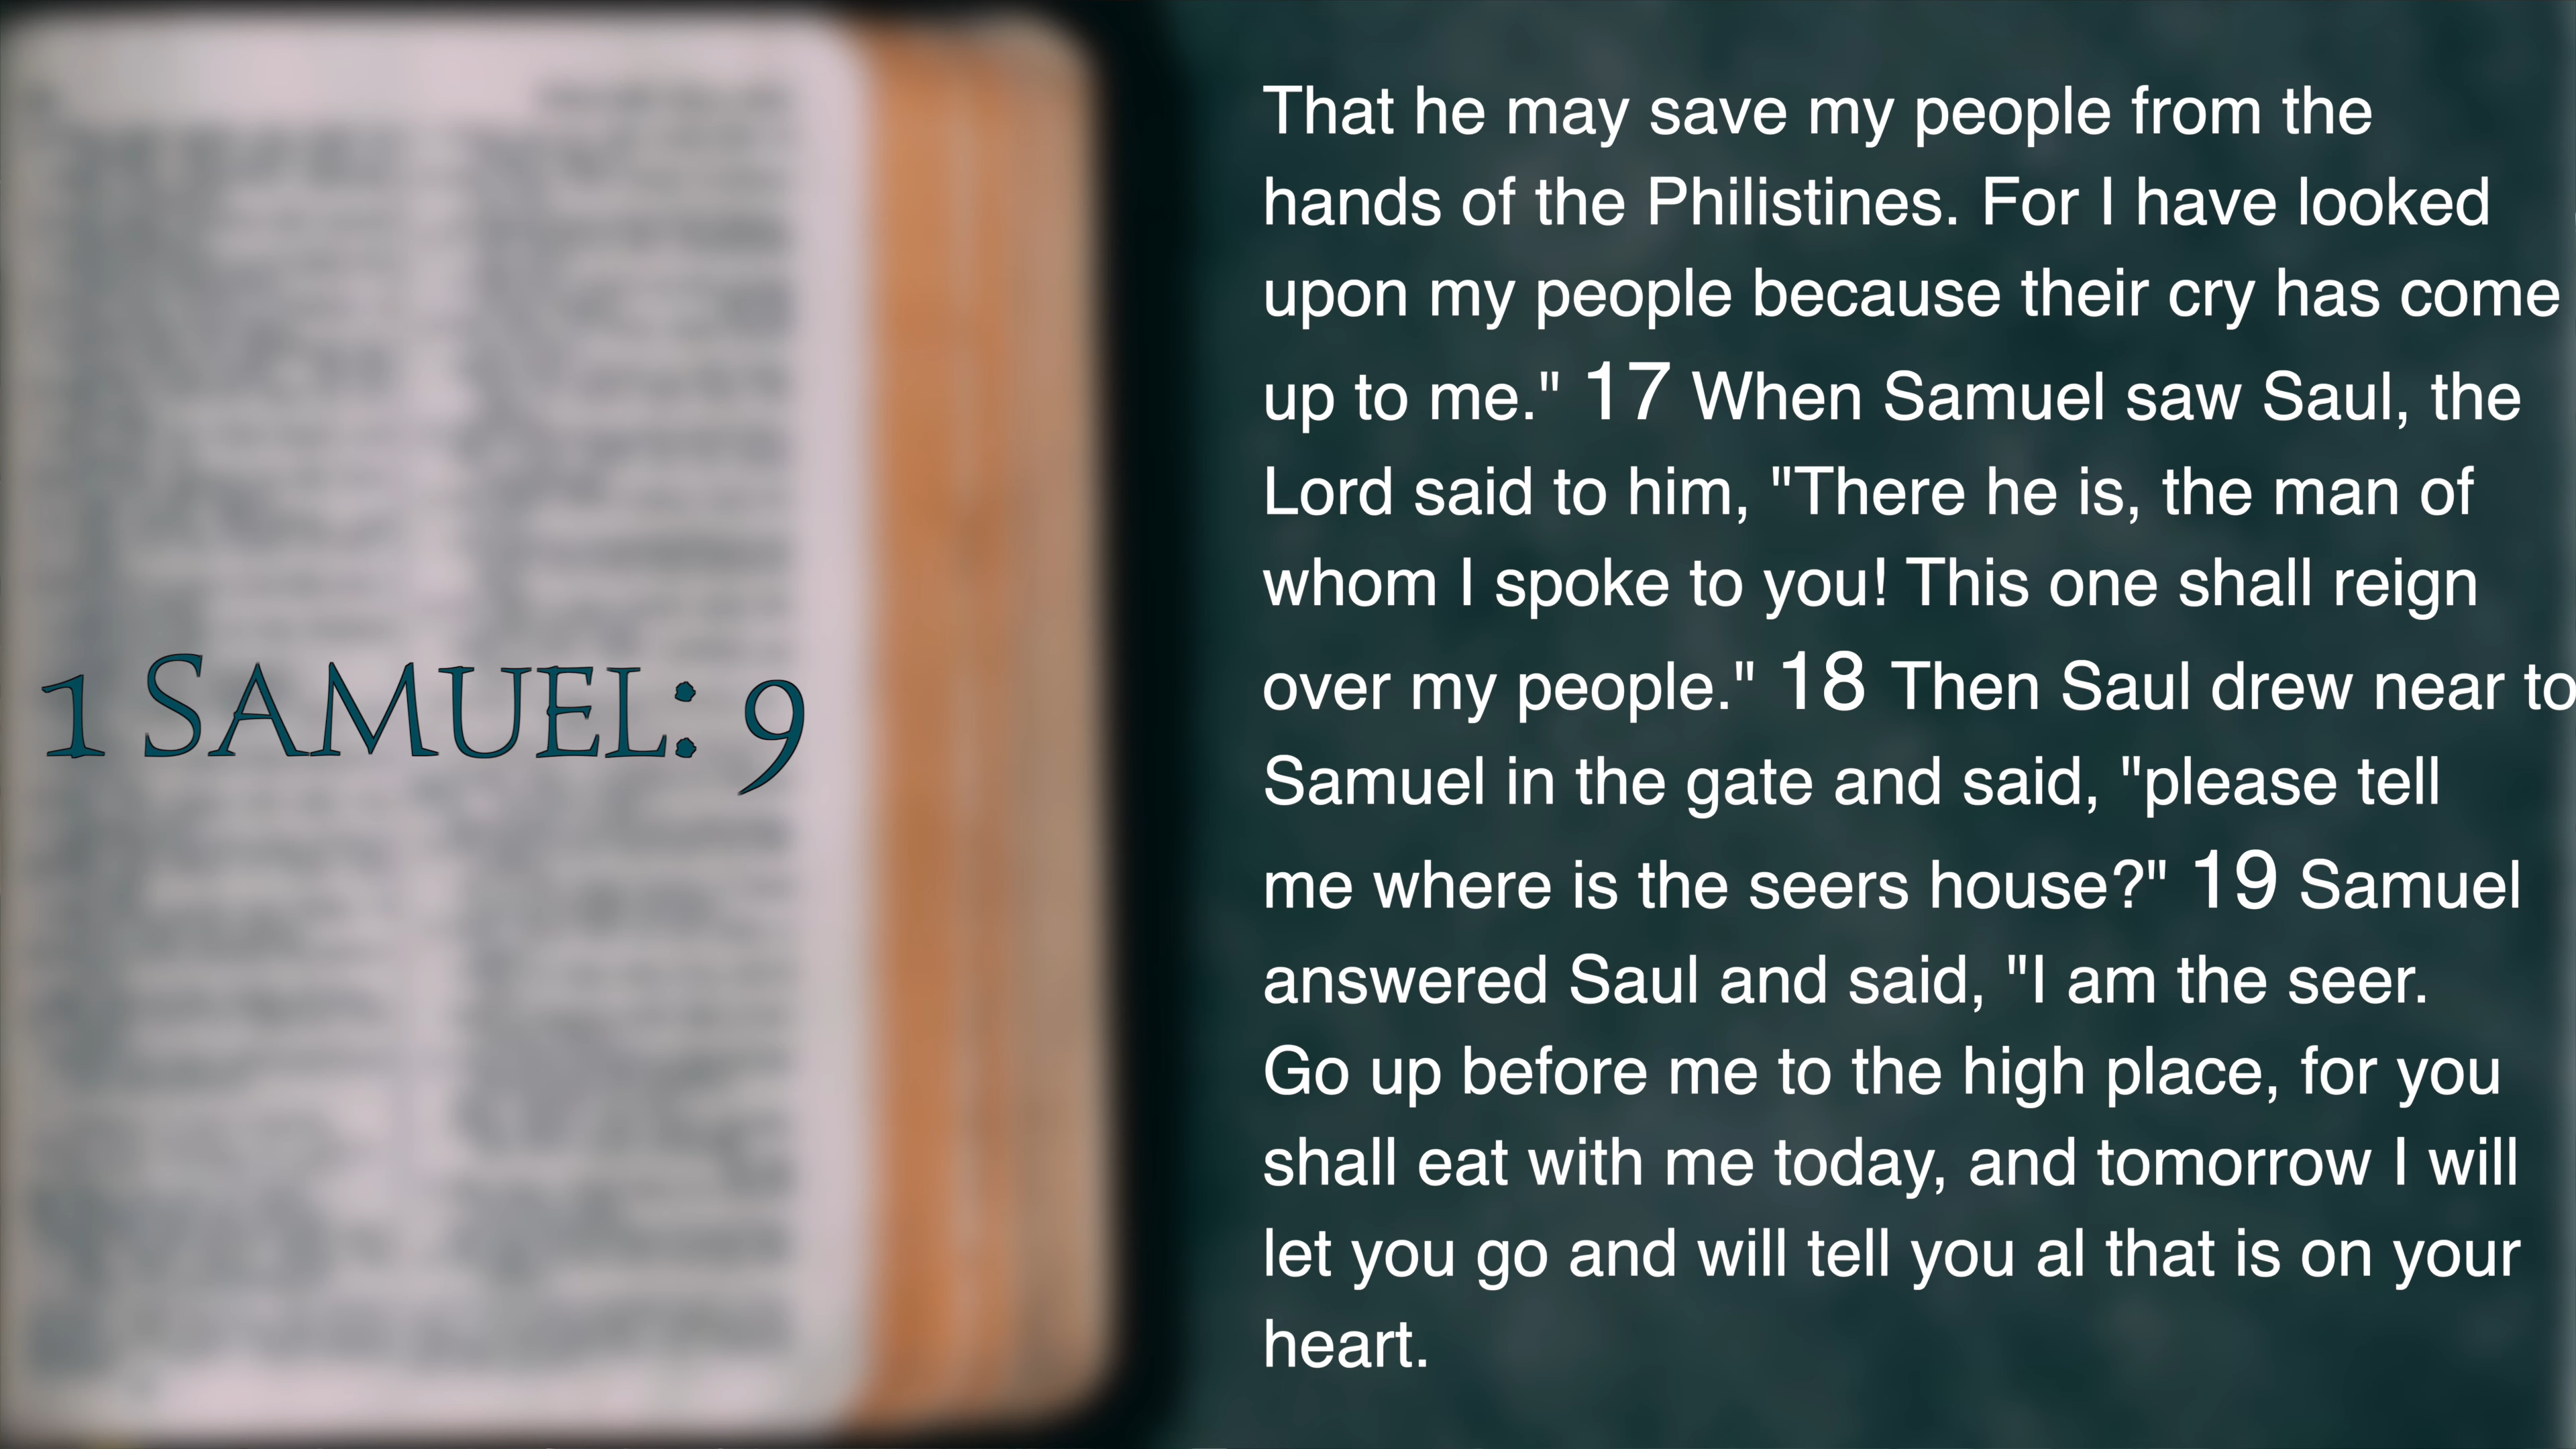 1 Samuel: 9
That he may save my people from the
hands of the Philistines. For I have looked
upon my people because their cry has come
up to me." 17 When Samuel saw Saul, the
Lord said to him, "There he is, the man of
whom I spoke to you! This one shall reign
over my people." 18 Then Saul drew near to
Samuel in the gate and said, "please tell
me where is the seers house?" 19 Samuel
answered Saul and said, "I am the seer.
Go up before me to the high place, for you
shall eat with me today, and tomorrow I will
let you go and will tell you al that is on your
heart.